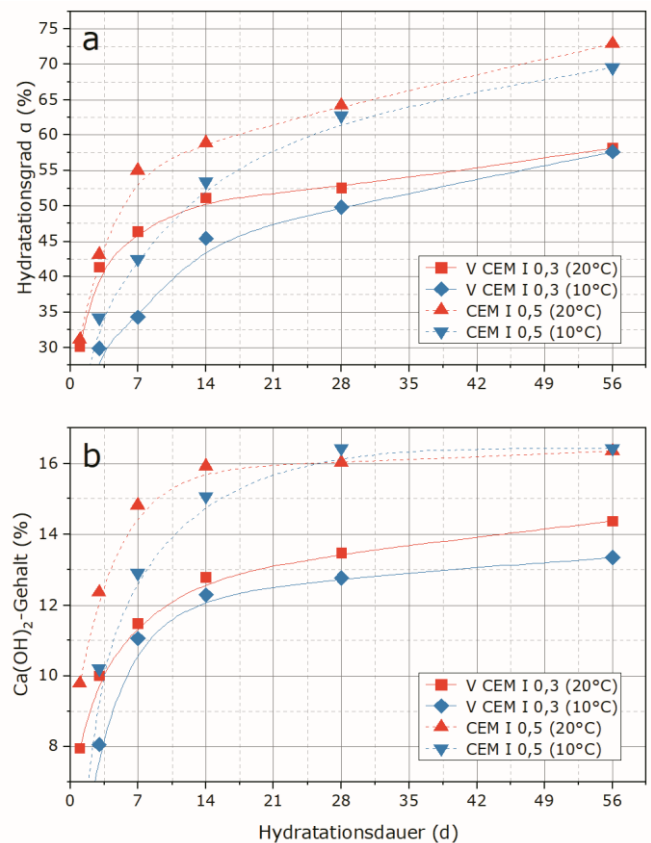 a
75
70
65
60
55
50
45
40
35
30
Hydratationsgrad α (%)
V CEM I 0,3 (20°C)
V CEM I 0,3 (10°C)
CEM I 0,5 (20°C)
CEM I 0,5 (10°C)
0 7 14 21 28 35 42 49 56
b
16
14
12
10
8
Ca(OH)₂-Gehalt (%)
V CEM I 0,3 (20°C)
V CEM I 0,3 (10°C)
CEM I 0,5 (20°C)
CEM I 0,5 (10°C)
0 7 14 21 28 35 42 49 56
Hydratationsdauer (d)